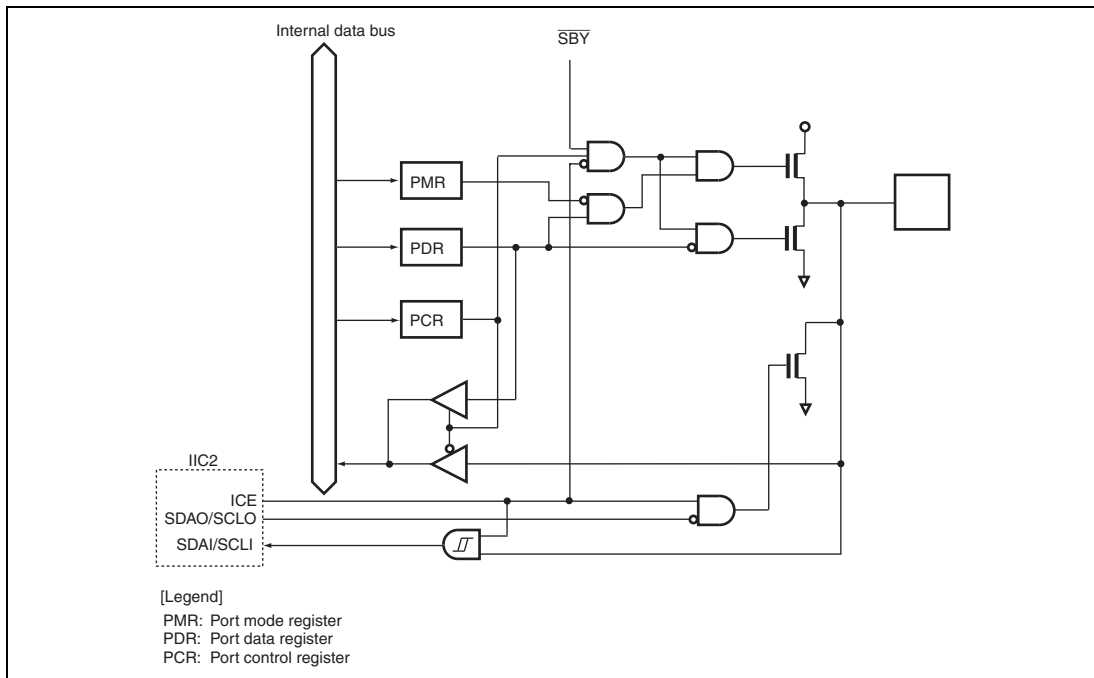 Internal data bus
SBY
PMR
PDR
PCR
IIC2
ICE
SDAO/SCLO
SDAI/SCLI
[Legend]
PMR: Port mode register
PDR: Port data register
PCR: Port control register